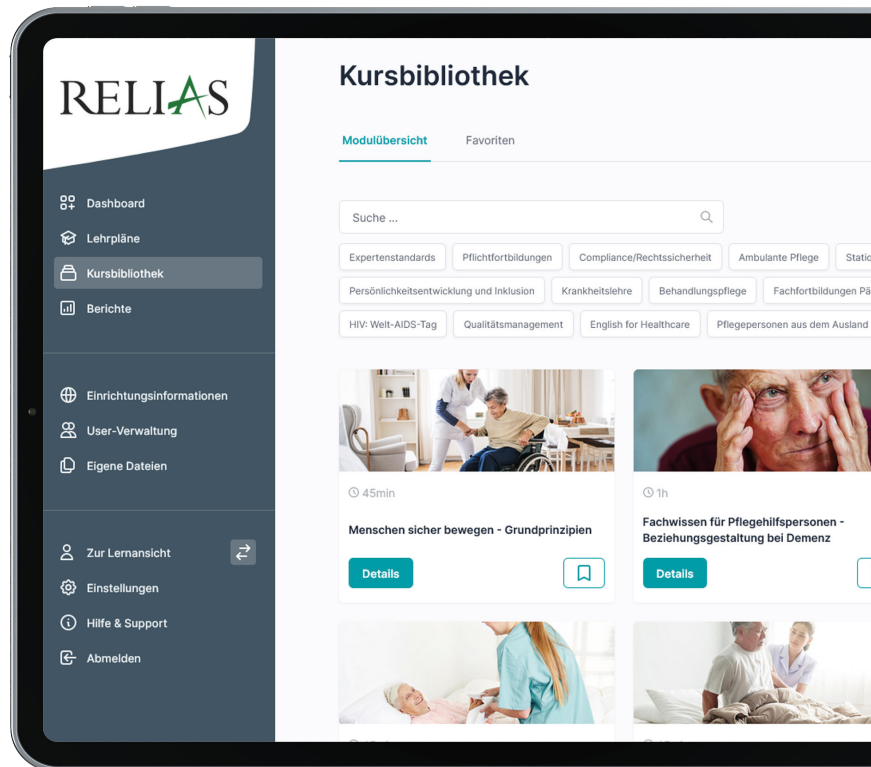 RELIAS
Dashboard
Lehrpläne
Kursbibliothek
Berichte
Einrichtungsinformationen
User-Verwaltung
Eigene Dateien
Zur Lernansicht
Einstellungen
Hilfe & Support
Abmelden
Kursbibliothek
Modulübersicht Favoriten
Suche ...
Expertenstandards Pflichtfortbildungen Compliance/Rechtssicherheit Ambulante Pflege
Persönlichkeitsentwicklung und Inklusion Krankheitslehre Behandlungspflege Fachfortbildungen
HIV: Welt-AIDS-Tag Qualitätsmanagement English for Healthcare Pflegepersonen aus dem Ausland
45min
Menschen sicher bewegen - Grundprinzipien
Details
1h
Fachwissen für Pflegehilfspersonen -
Beziehungsgestaltung bei Demenz
Details